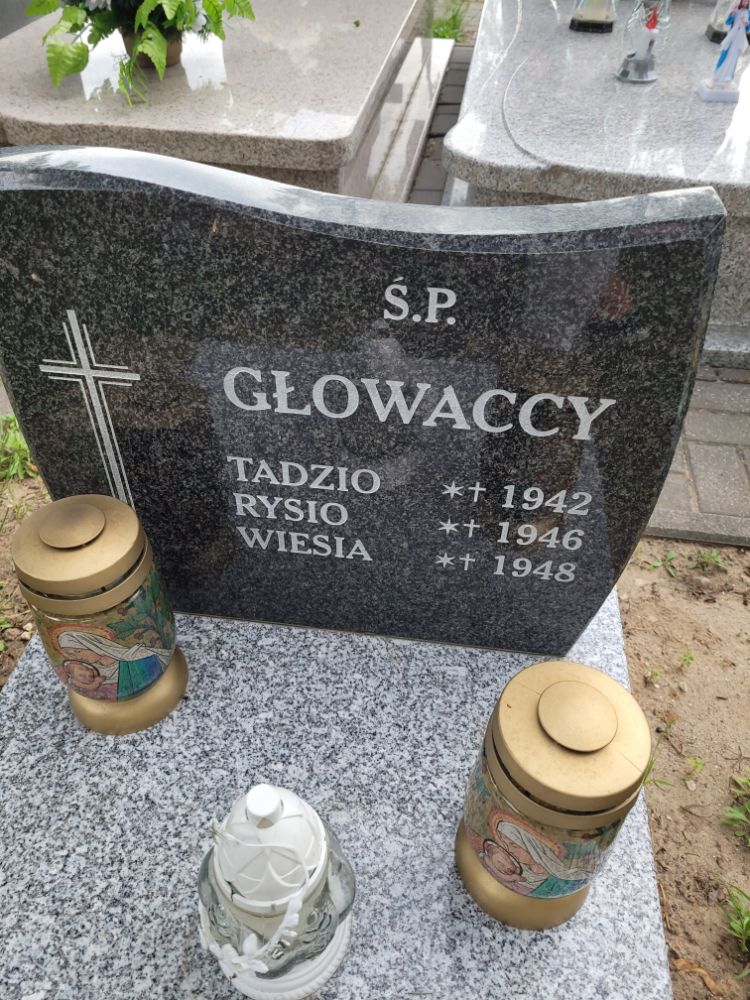 Ś.P.
GŁOWACCY
TADZIO *† 1942
RYSIO *† 1946
WIESIA *† 1948